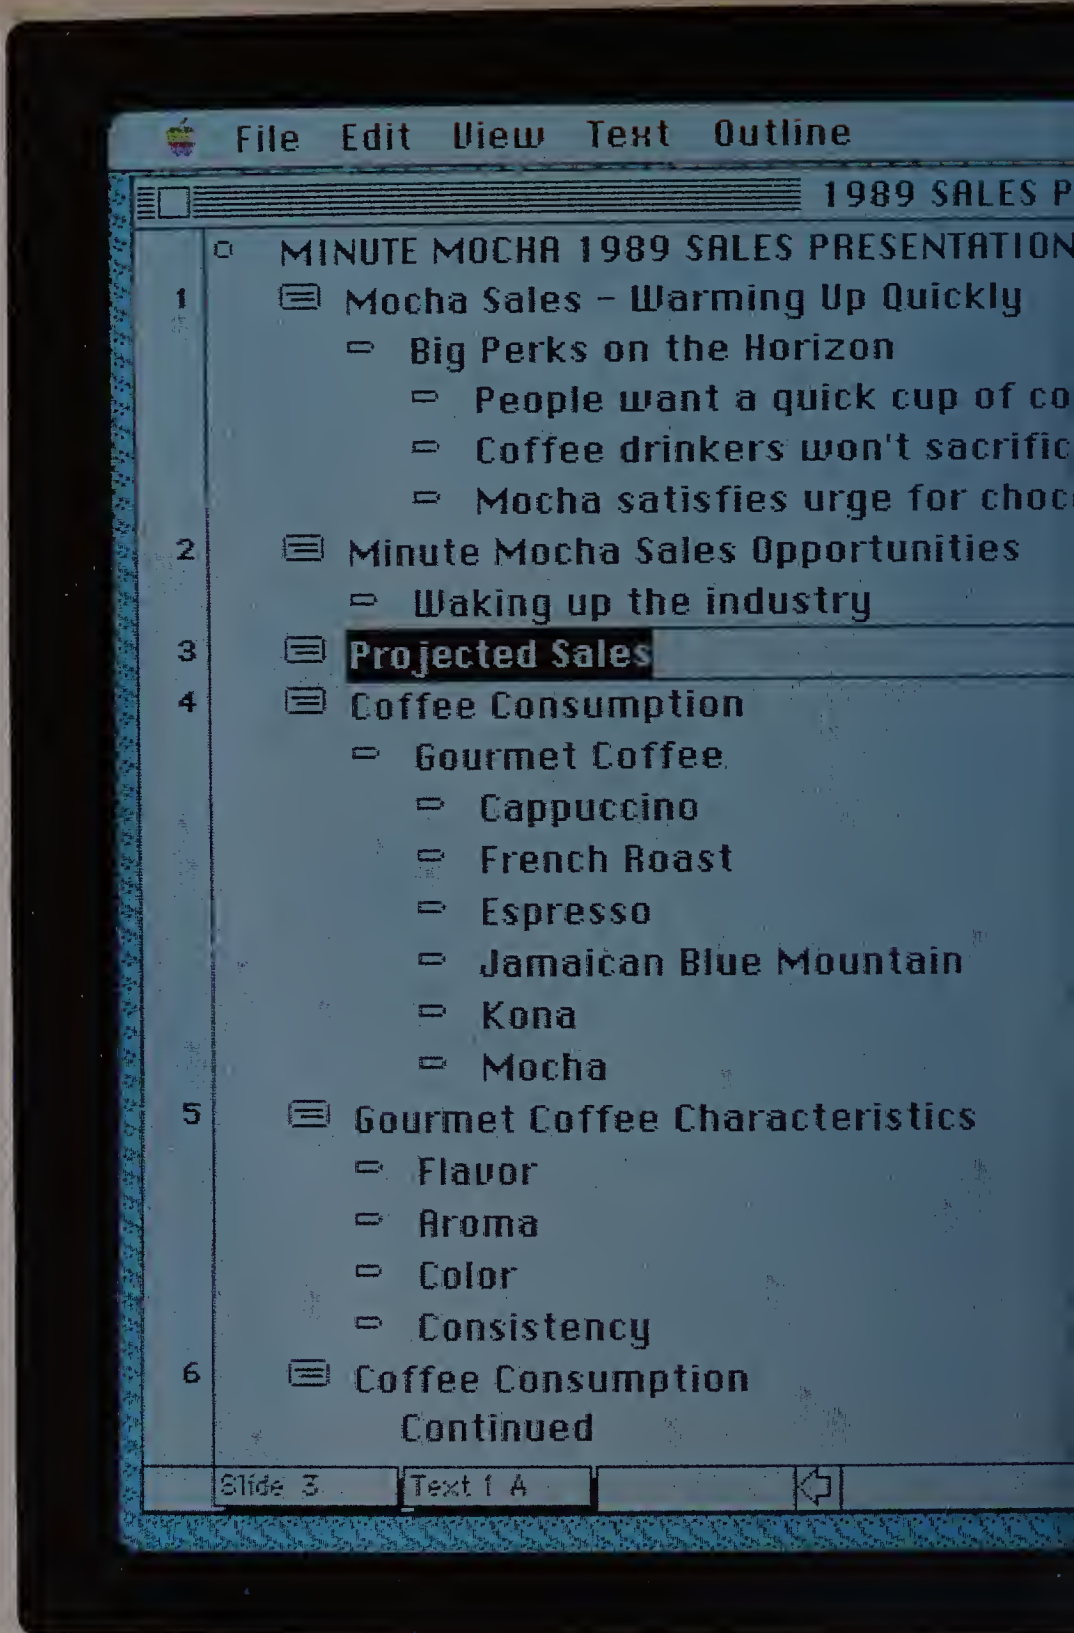 File Edit View Text Outline
1989 SALES P
MINUTE MOCHA 1989 SALES PRESENTATION
1 Mocha Sales – Warming Up Quickly
Big Perks on the Horizon
People want a quick cup of co
Coffee drinkers won't sacrific
Mocha satisfies urge for choc
2 Minute Mocha Sales Opportunities
Waking up the industry
3 Projected Sales
4 Coffee Consumption
Gourmet Coffee
Cappuccino
French Roast
Espresso
Jamaican Blue Mountain
Kona
Mocha
5 Gourmet Coffee Characteristics
Flavor
Aroma
Color
Consistency
6 Coffee Consumption
Continued
Slide 3 Text 1 A